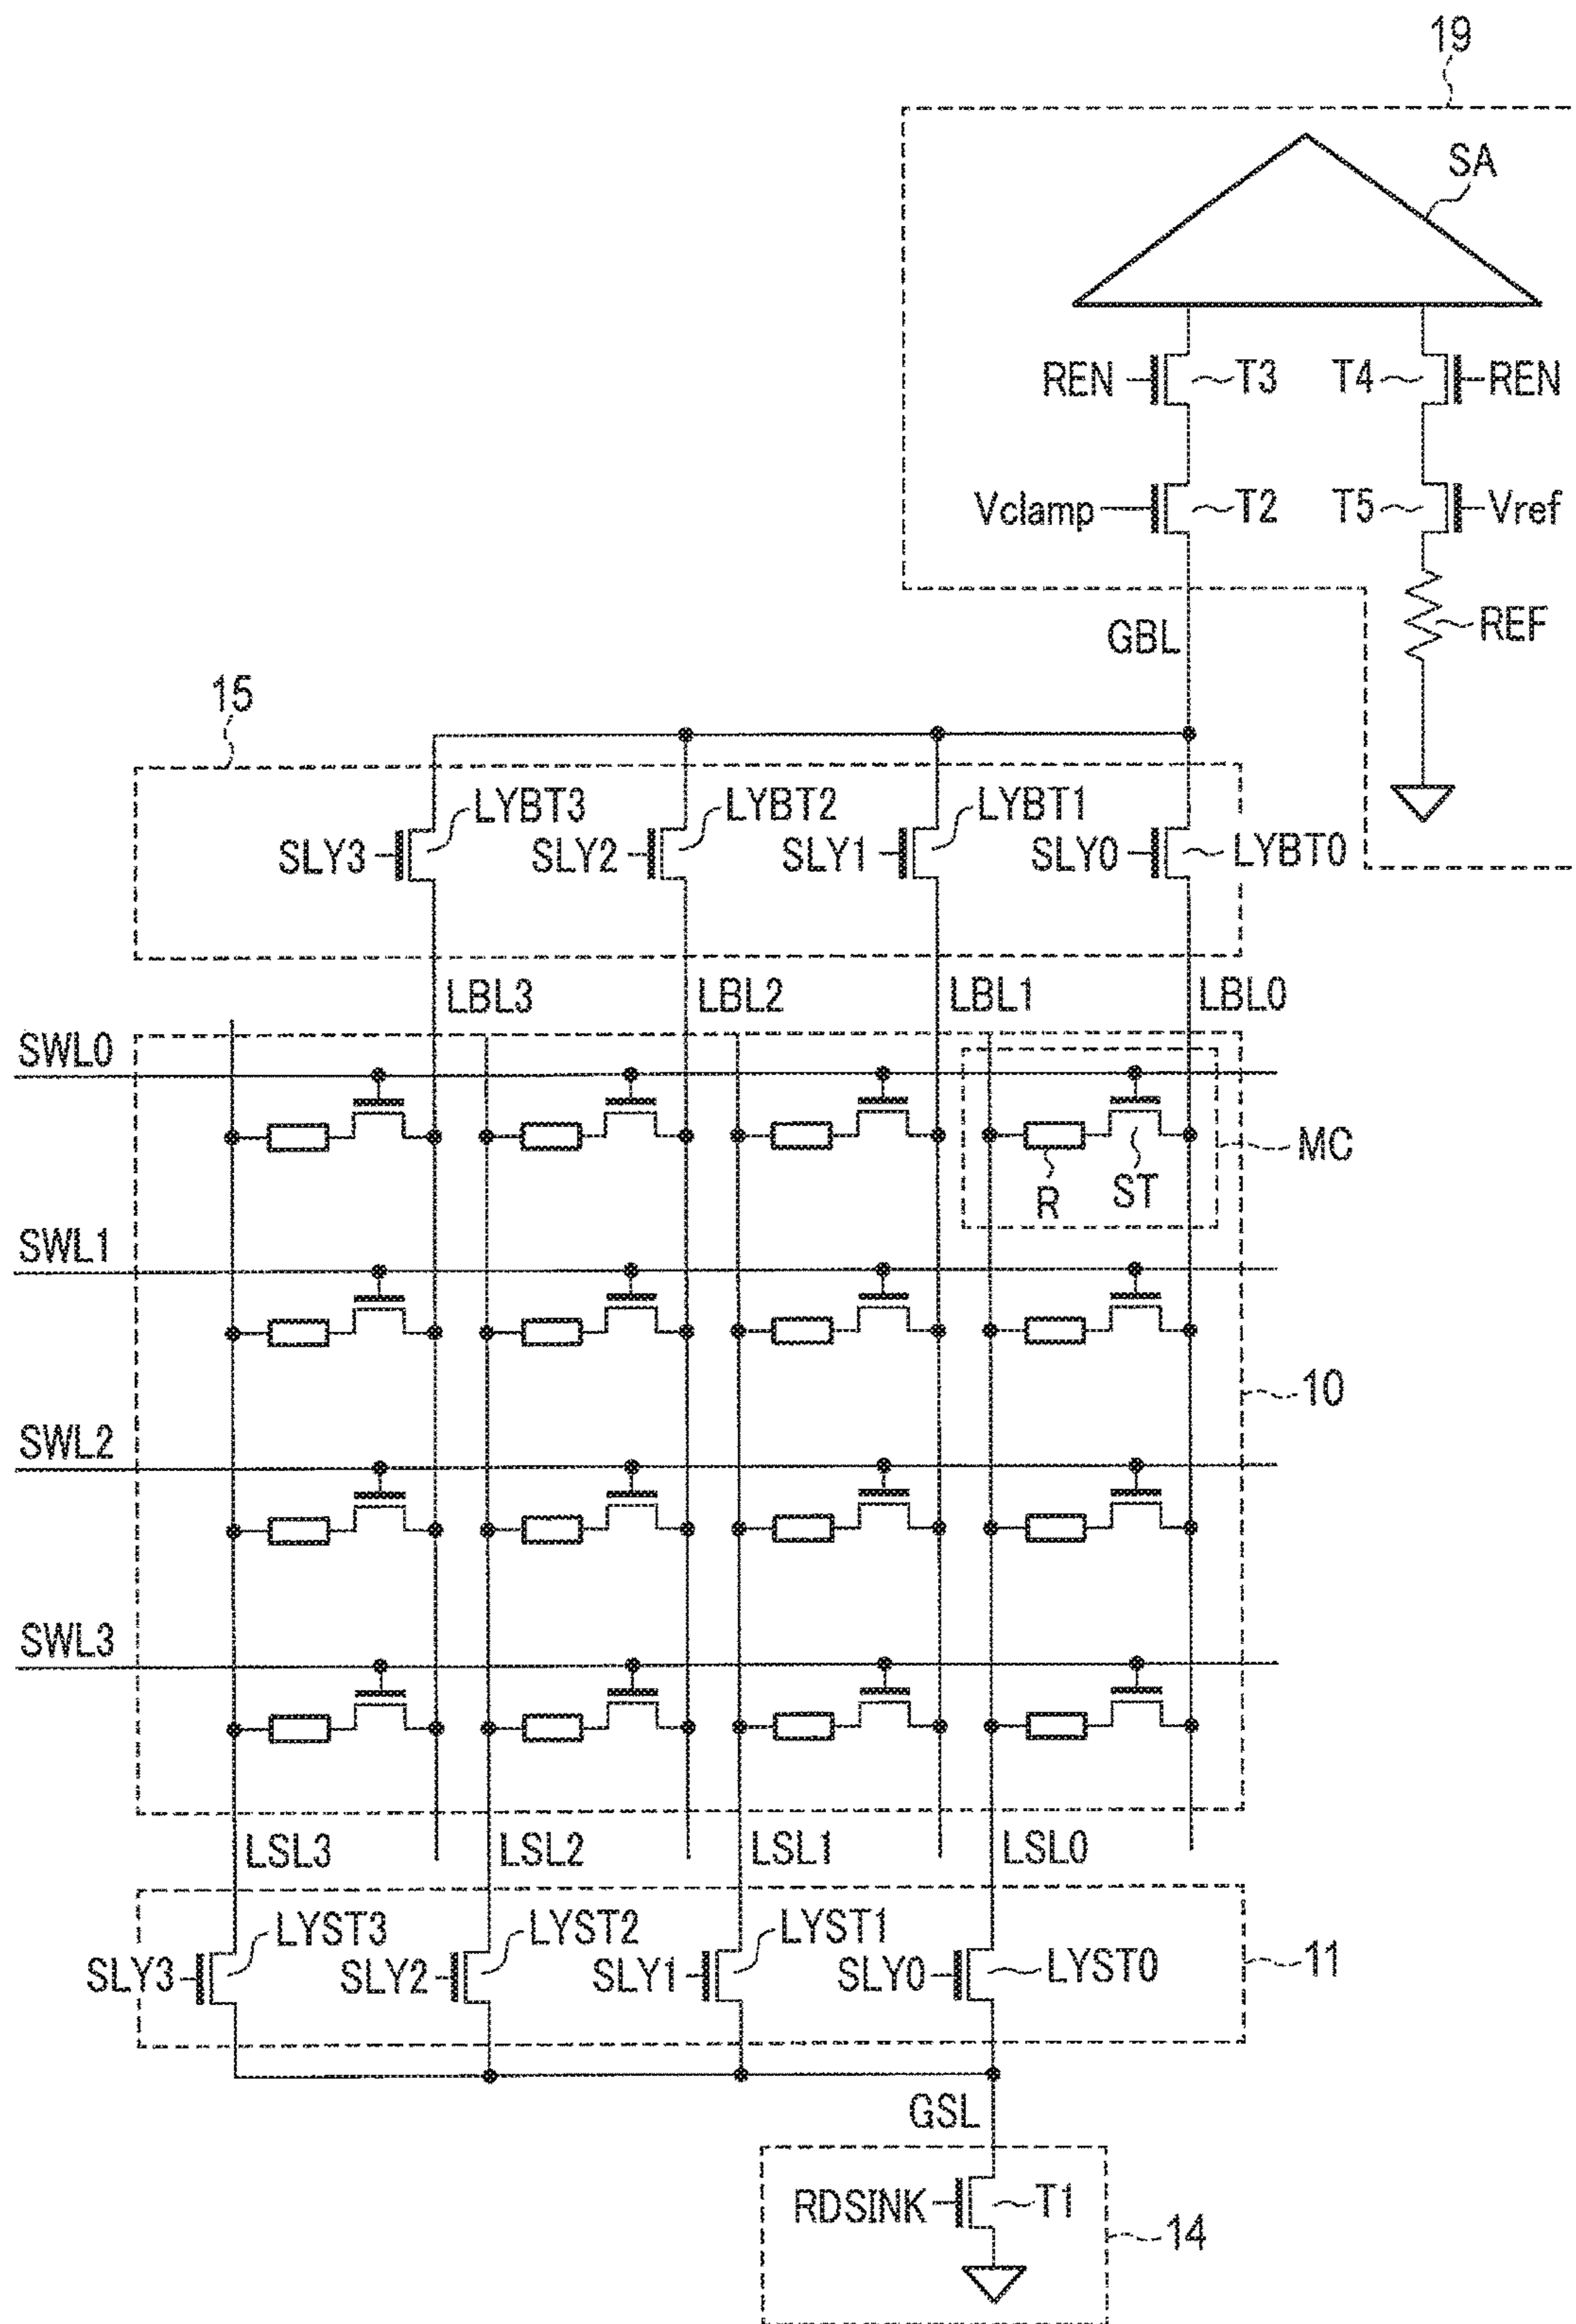 19
SA
REN T3 T4 REN
Vclamp T2 T5 Vref
REF
GBL
15
LYBT3 LYBT2 LYBT1
SLY3 SLY2 SLY1 SLY0 LYBT0
LBL3 LBL2 LBL1 LBL0
SWL0
MC
R ST
SWL1
10
SWL2
SWL3
LSL3 LSL2 LSL1 LSL0
LYST3 LYST2 LYST1
SLY3 SLY2 SLY1 SLY0 LYST0 11
GSL
RDSINK T1
14